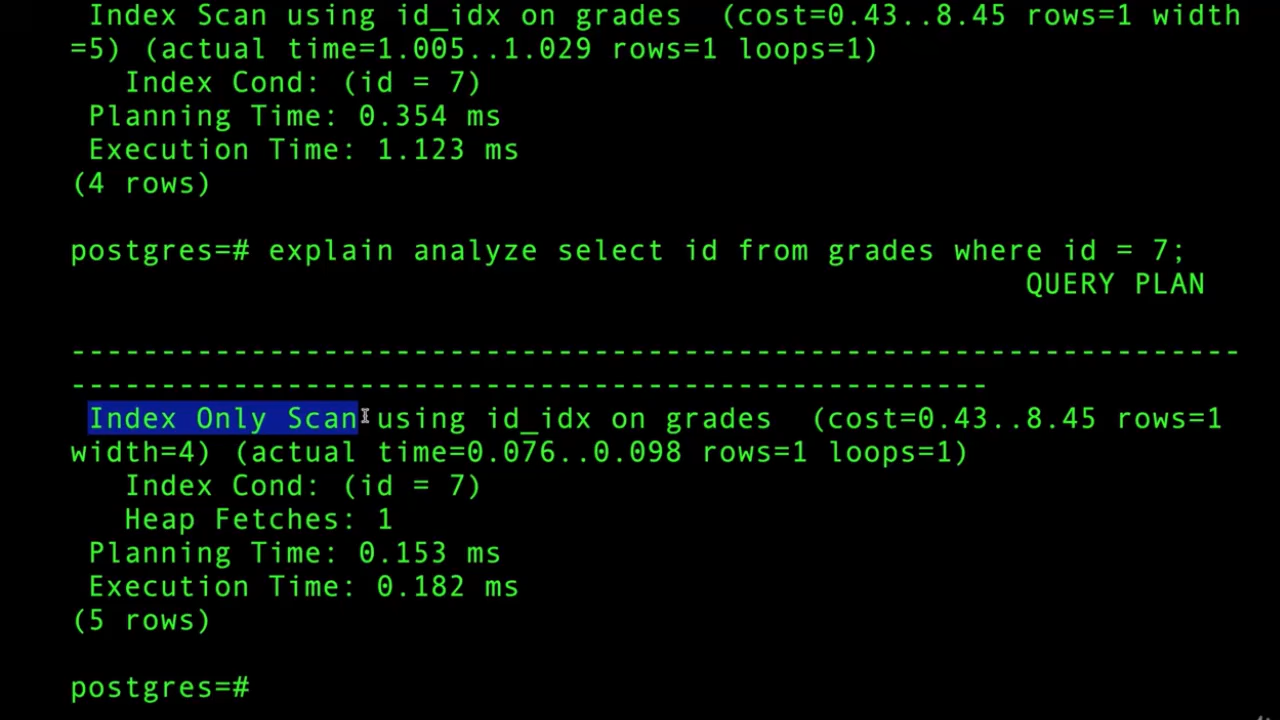 Index Scan using id_idx on grades  (cost=0.43..8.45 rows=1 width
=5) (actual time=1.005..1.029 rows=1 loops=1)
   Index Cond: (id = 7)
 Planning Time: 0.354 ms
 Execution Time: 1.123 ms
(4 rows)
postgres=# explain analyze select id from grades where id = 7;
QUERY PLAN
-----------------------------------------------------------------
---------------------------------------------------
 Index Only Scan using id_idx on grades  (cost=0.43..8.45 rows=1
width=4) (actual time=0.076..0.098 rows=1 loops=1)
   Index Cond: (id = 7)
   Heap Fetches: 1
 Planning Time: 0.153 ms
 Execution Time: 0.182 ms
(5 rows)
postgres=#